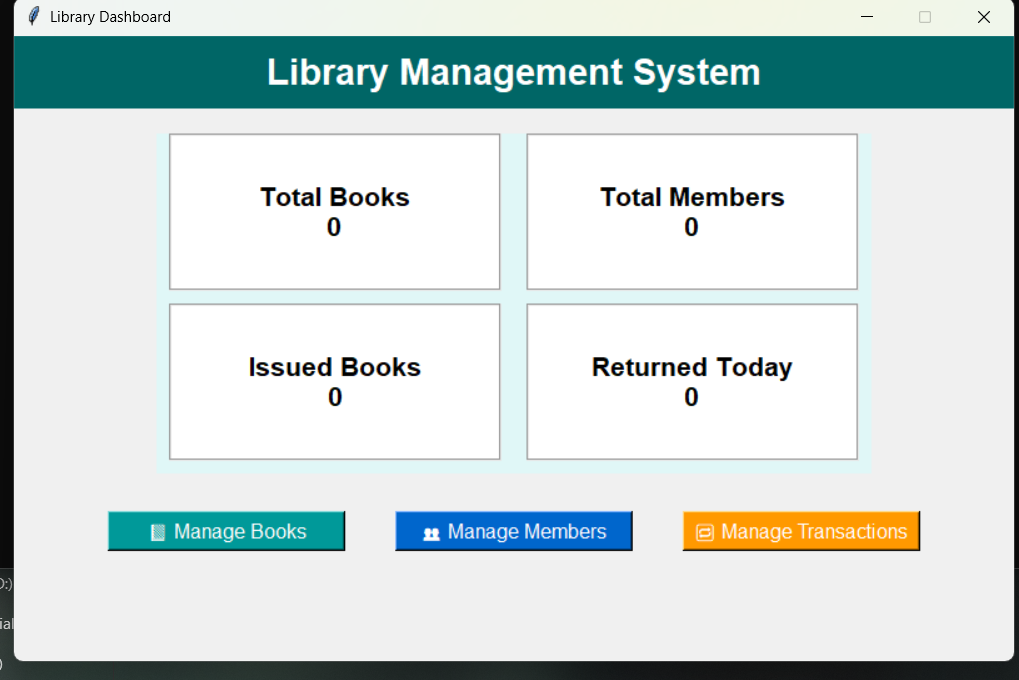 Library Dashboard
Library Management System
Total Books
0
Total Members
0
Issued Books
0
Returned Today
0
Manage Books
Manage Members
Manage Transactions